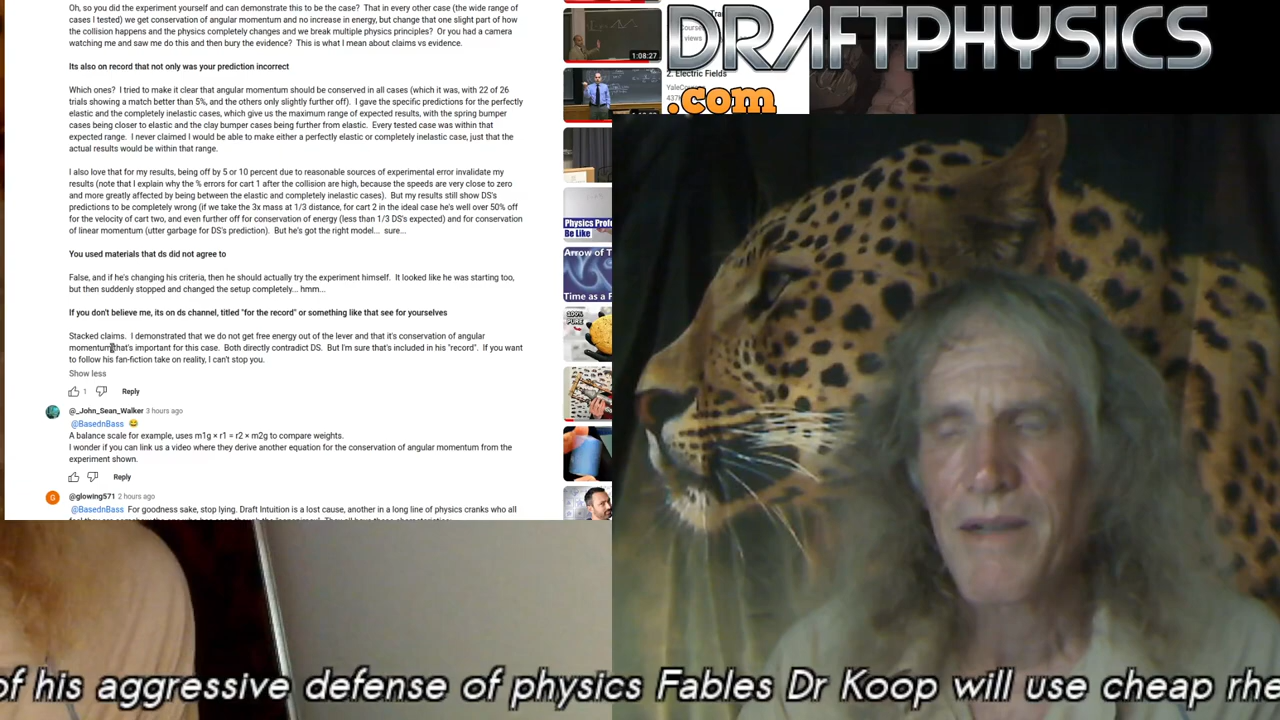 Oh, so you did the experiment yourself and can demonstrate this to be the case?  That in every other case (the wide range of
cases I tested) we get conservation of angular momentum and no increase in energy, but change that one slight part of how
the collision happens and the physics completely changes and we break multiple physics principles?  Or you had a camera
watching me and saw me do this and then bury the evidence?  This is what I mean about claims vs evidence.
Its also on record that not only was your prediction incorrect
Which ones?  I tried to make it clear that angular momentum should be conserved in all cases (which it was, with 22 of 26
trials showing a match better than 5%, and the others only slightly further off).  I gave the specific predictions for the perfectly
elastic and the completely inelastic cases, which give us the maximum range of expected results, with the spring bumper
cases being closer to elastic and the clay bumper cases being further from elastic.  Every tested case was within that
expected range.  I never claimed I would be able to make either a perfectly elastic or completely inelastic case, just that the
actual results would be within that range.
I also love that for my results, being off by 5 or 10 percent due to reasonable sources of experimental error invalidate my
results (note that I explain why the % errors for cart 1 after the collision are high, because the speeds are very close to zero
and more greatly affected by being between the elastic and completely inelastic cases).  But my results still show DS's
predictions to be completely wrong (if we take the 3x mass at 1/3 distance, for cart 2 in the ideal case he's well over 50% off
for the velocity of cart two, and even further off for conservation of energy (less than 1/3 DS's expected) and for conservation
of linear momentum (utter garbage for DS's prediction).  But he's got the right model...  sure...
You used materials that ds did not agree to
False, and if he's changing his criteria, then he should actually try the experiment himself.  It looked like he was starting too,
but then suddenly stopped and changed the setup completely... hmm...
If you don't believe me, its on ds channel, titled "for the record" or something like that see for yourselves
Stacked claims.  I demonstrated that we do not get free energy out of the lever and that it's conservation of angular
momentum that's important for this case.  Both directly contradict DS.  But I'm sure that's included in his "record".  If you want
to follow his fan-fiction take on reality, I can't stop you.
Show less
1 Reply
@_John_Sean_Walker 3 hours ago
@BasednBass 😄
A balance scale for example, uses m1g × r1 = r2 × m2g to compare weights.
I wonder if you can link us a video where they derive another equation for the conservation of angular momentum from the
experiment shown.
Reply
G @glowing571 2 hours ago
@BasednBass For goodness sake, stop lying. Draft Intuition is a lost cause, another in a long line of physics cranks who all
1:08:27
Course
views
2. Electric Fields
YaleCou
Physics Prof
Be Like
Arrow of T
Time as a F
100%
PURE
DRAFTPHYSICS
.com
of his aggressive defense of physics Fables Dr Koop will use cheap rhe